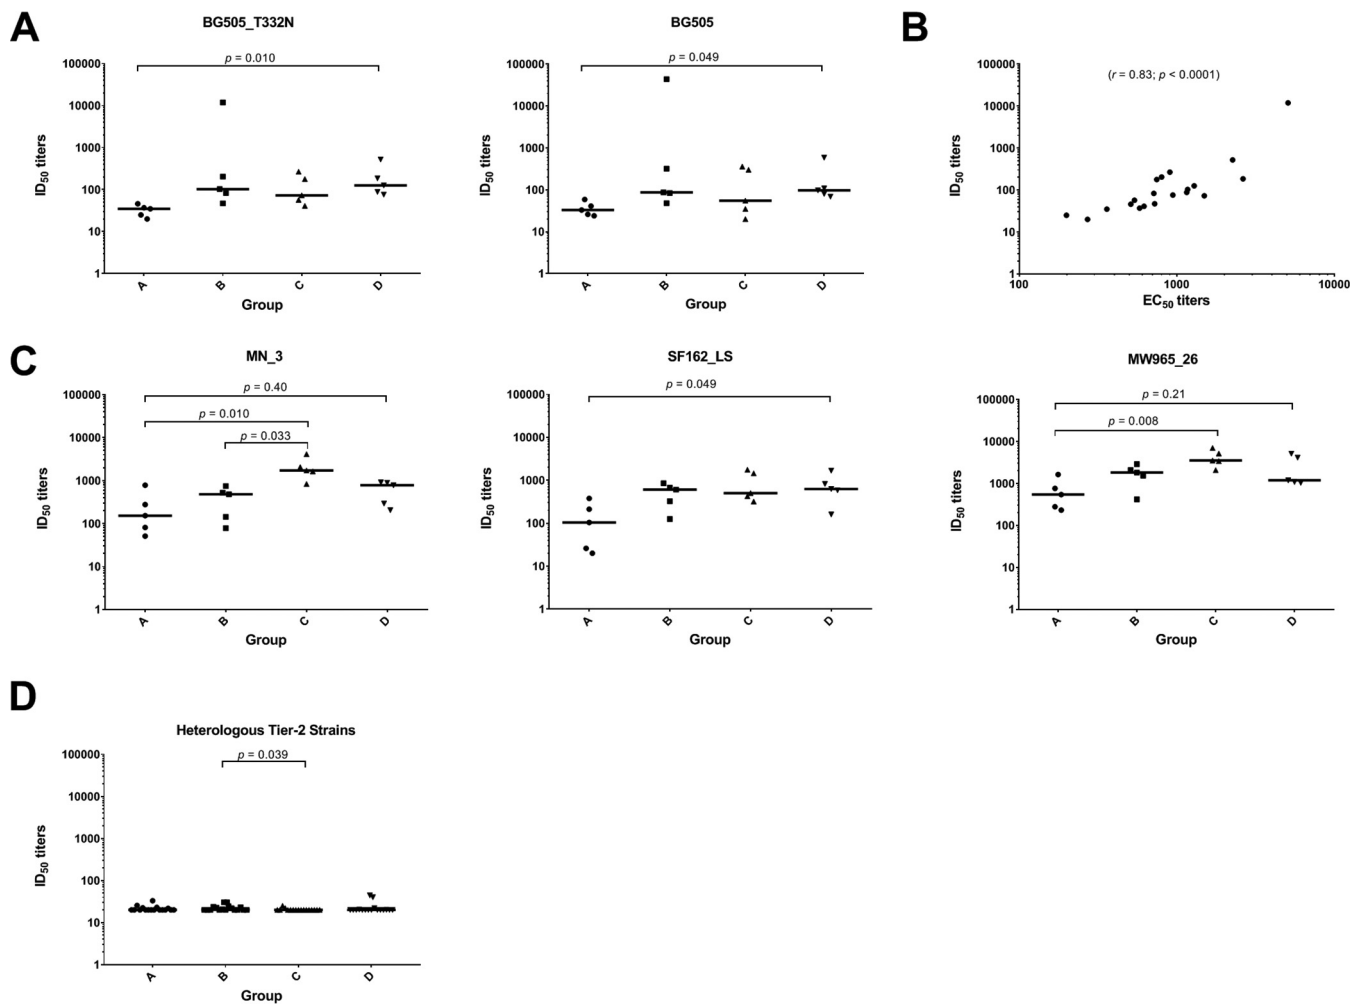 A
BG505_T332N
p = 0.010
100000
10000
1000
100
10
1
ID50 titers
A
B
C
D
Group
BG505
p = 0.049
100000
10000
1000
100
10
1
ID50 titers
A
B
C
D
Group
B
(r = 0.83; p < 0.0001)
100000
10000
1000
100
10
1
ID50 titers
100
1000
10000
EC50 titers
C
MN_3
p = 0.40
p = 0.010
p = 0.033
100000
10000
1000
100
10
1
ID50 titers
A
B
C
D
Group
SF162_LS
p = 0.049
100000
10000
1000
100
10
1
ID50 titers
A
B
C
D
Group
MW965_26
p = 0.21
p = 0.008
100000
10000
1000
100
10
1
ID50 titers
A
B
C
D
Group
D
Heterologous Tier-2 Strains
p = 0.039
100000
10000
1000
100
10
1
ID50 titers
A
B
C
D
Group